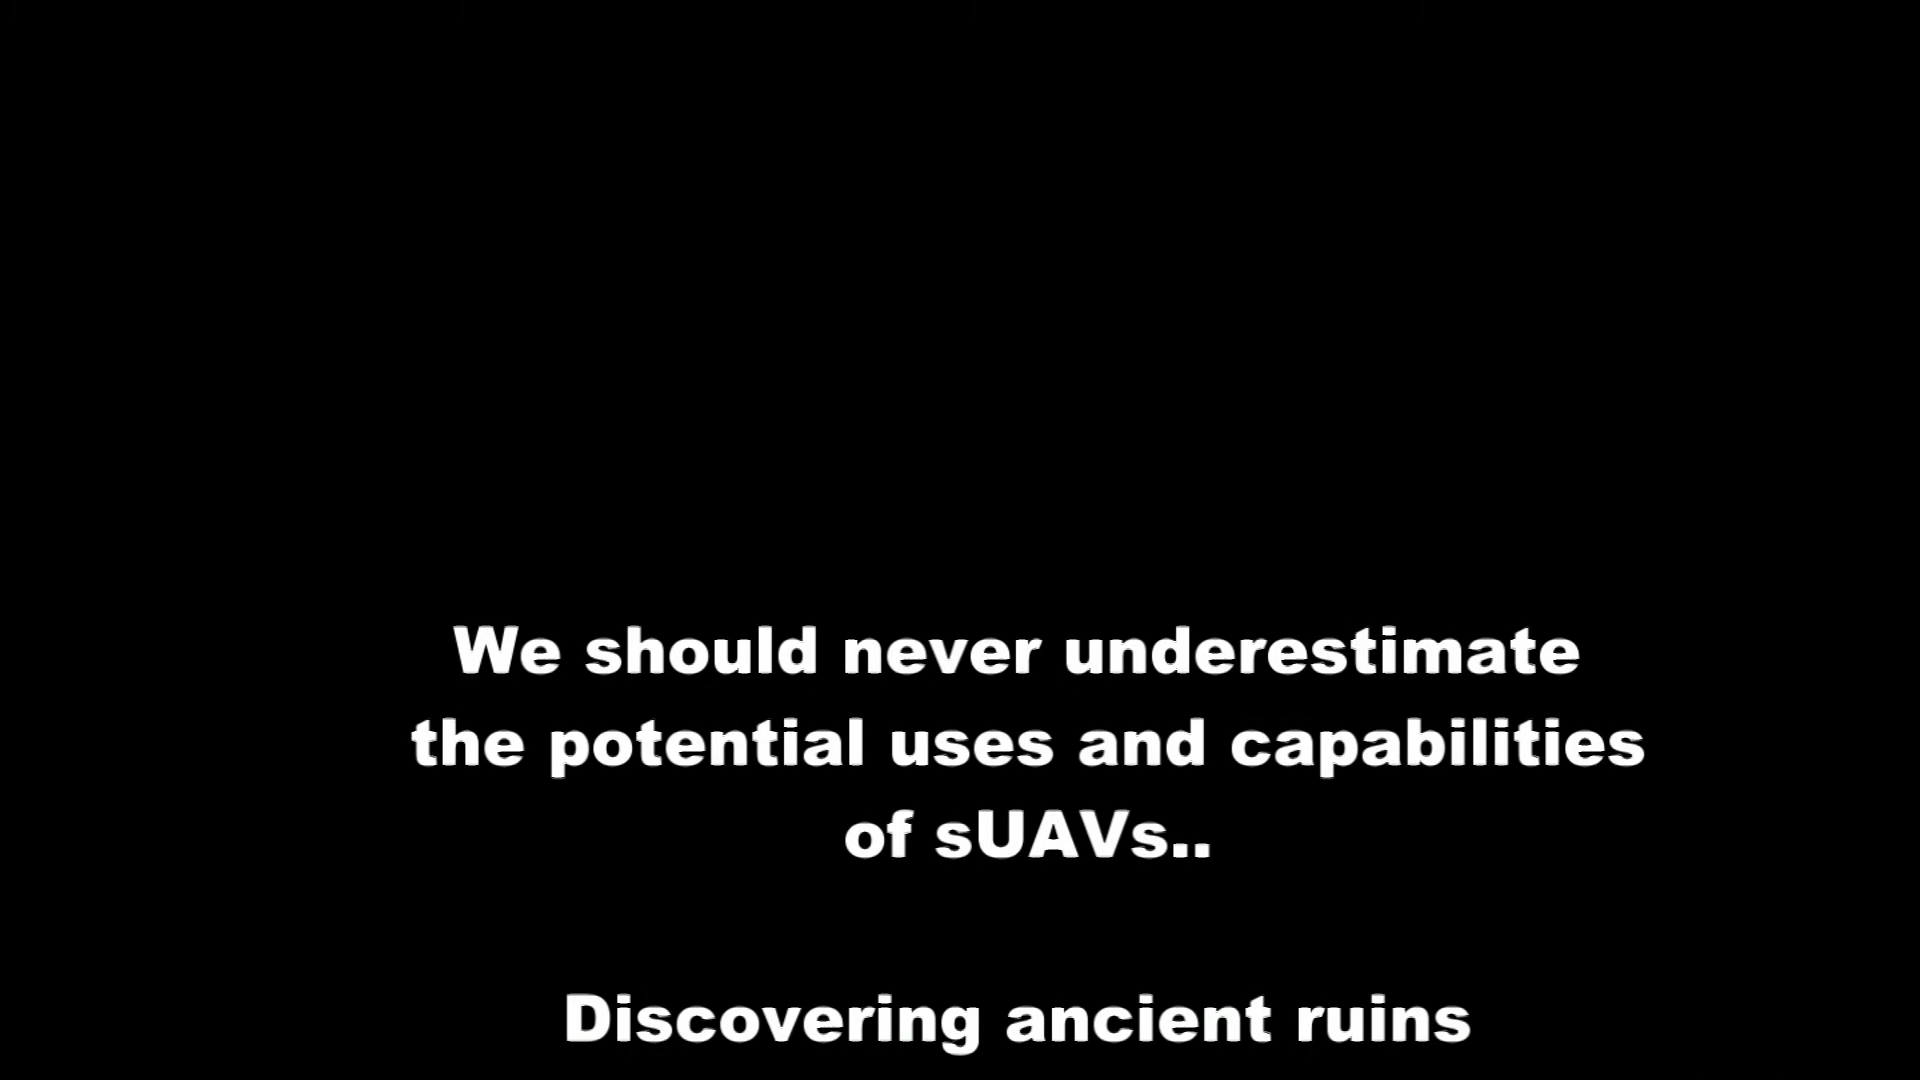 We should never underestimate
the potential uses and capabilities
of sUAVs..
Discovering ancient ruins